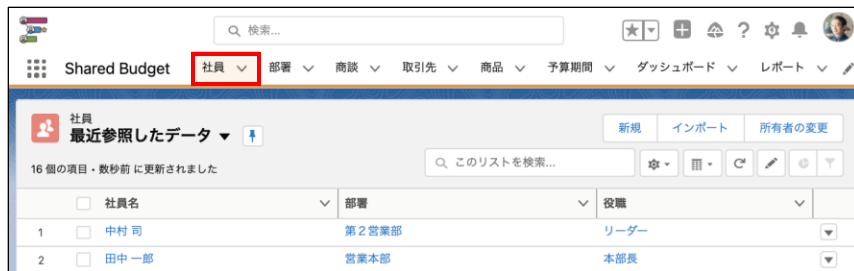 検索...
Shared Budget 社員 部署 商談 取引先 商品 予算期間 ダッシュボード レポート
社員
最近参照したデータ
新規 インポート 所有者の変更
16 個の項目・数秒前 に更新されました
このリストを検索...
社員名 部署 役職
1 中村 司 第２営業部 リーダー
2 田中 一郎 営業本部 本部長